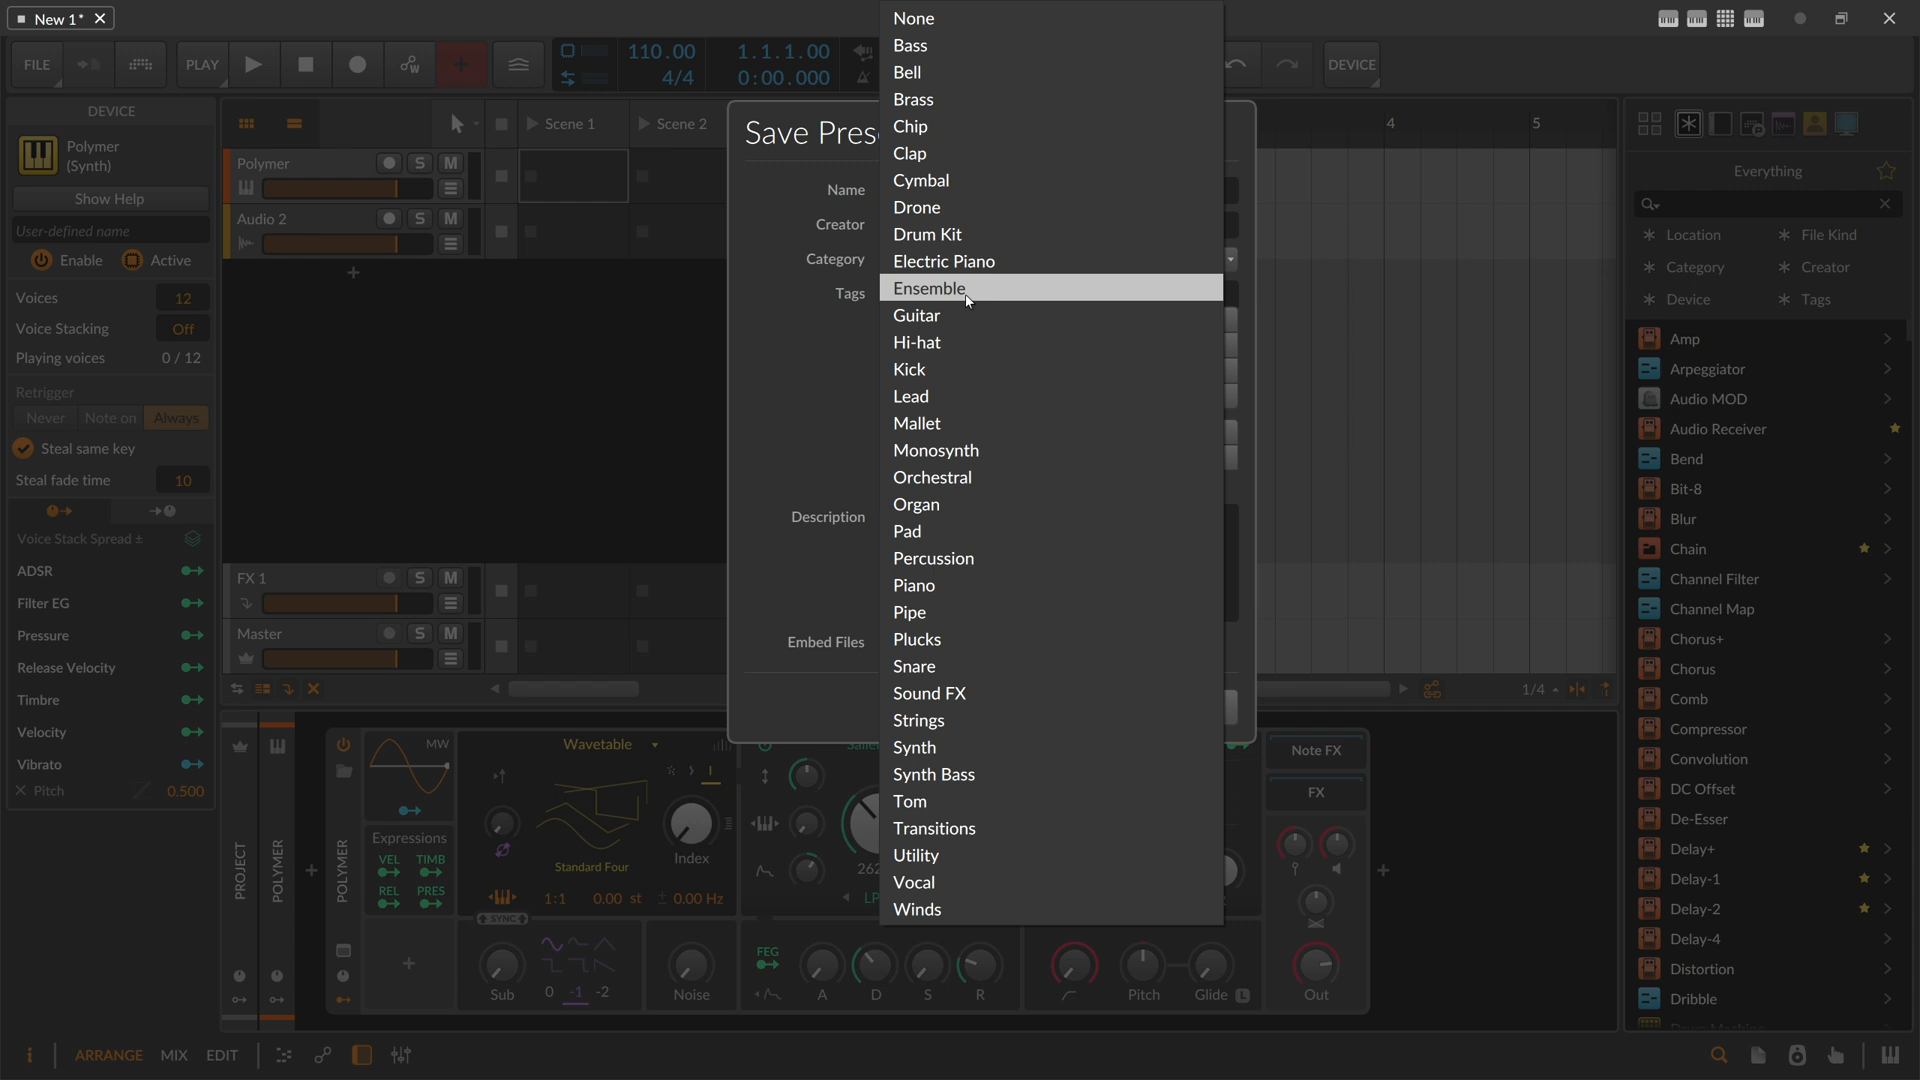 New 1*
FILE
PLAY
110.00
4/4
1.1.1.00
0:00.000
DEVICE
DEVICE
Polymer
(Synth)
Show Help
User-defined name
Enable
Active
Voices 12
Voice Stacking Off
Playing voices 0 / 12
Retrigger
Never Note on Always
Steal same key
Steal fade time 10
Voice Stack Spread ±
ADSR
Filter EG
Pressure
Release Velocity
Timbre
Velocity
Vibrato
Pitch 0.500
Scene 1
Scene 2
Polymer
S M
Audio 2
S M
FX 1
S M
Master
S M
4
5
1/4
Save Pres
Name
Creator
Category
Tags
Description
Embed Files
None
Bass
Bell
Brass
Chip
Clap
Cymbal
Drone
Drum Kit
Electric Piano
Ensemble
Guitar
Hi-hat
Kick
Lead
Mallet
Monosynth
Orchestral
Organ
Pad
Percussion
Piano
Pipe
Plucks
Snare
Sound FX
Strings
Synth
Synth Bass
Tom
Transitions
Utility
Vocal
Winds
PROJECT
POLYMER
POLYMER
MW
Expressions
VEL TIMB
REL PRES
Wavetable
Standard Four
Index
1:1 0.00 st ± 0.00 Hz
SYNC
Sub
0 -1 -2
Noise
262
LP
FEG
A
D
S
R
Pitch
Glide L
Note FX
FX
Out
Everything
Location
File Kind
Category
Creator
Device
Tags
Amp
Arpeggiator
Audio MOD
Audio Receiver
Bend
Bit-8
Blur
Chain
Channel Filter
Channel Map
Chorus+
Chorus
Comb
Compressor
Convolution
DC Offset
De-Esser
Delay+
Delay-1
Delay-2
Delay-4
Distortion
Dribble
ARRANGE MIX EDIT